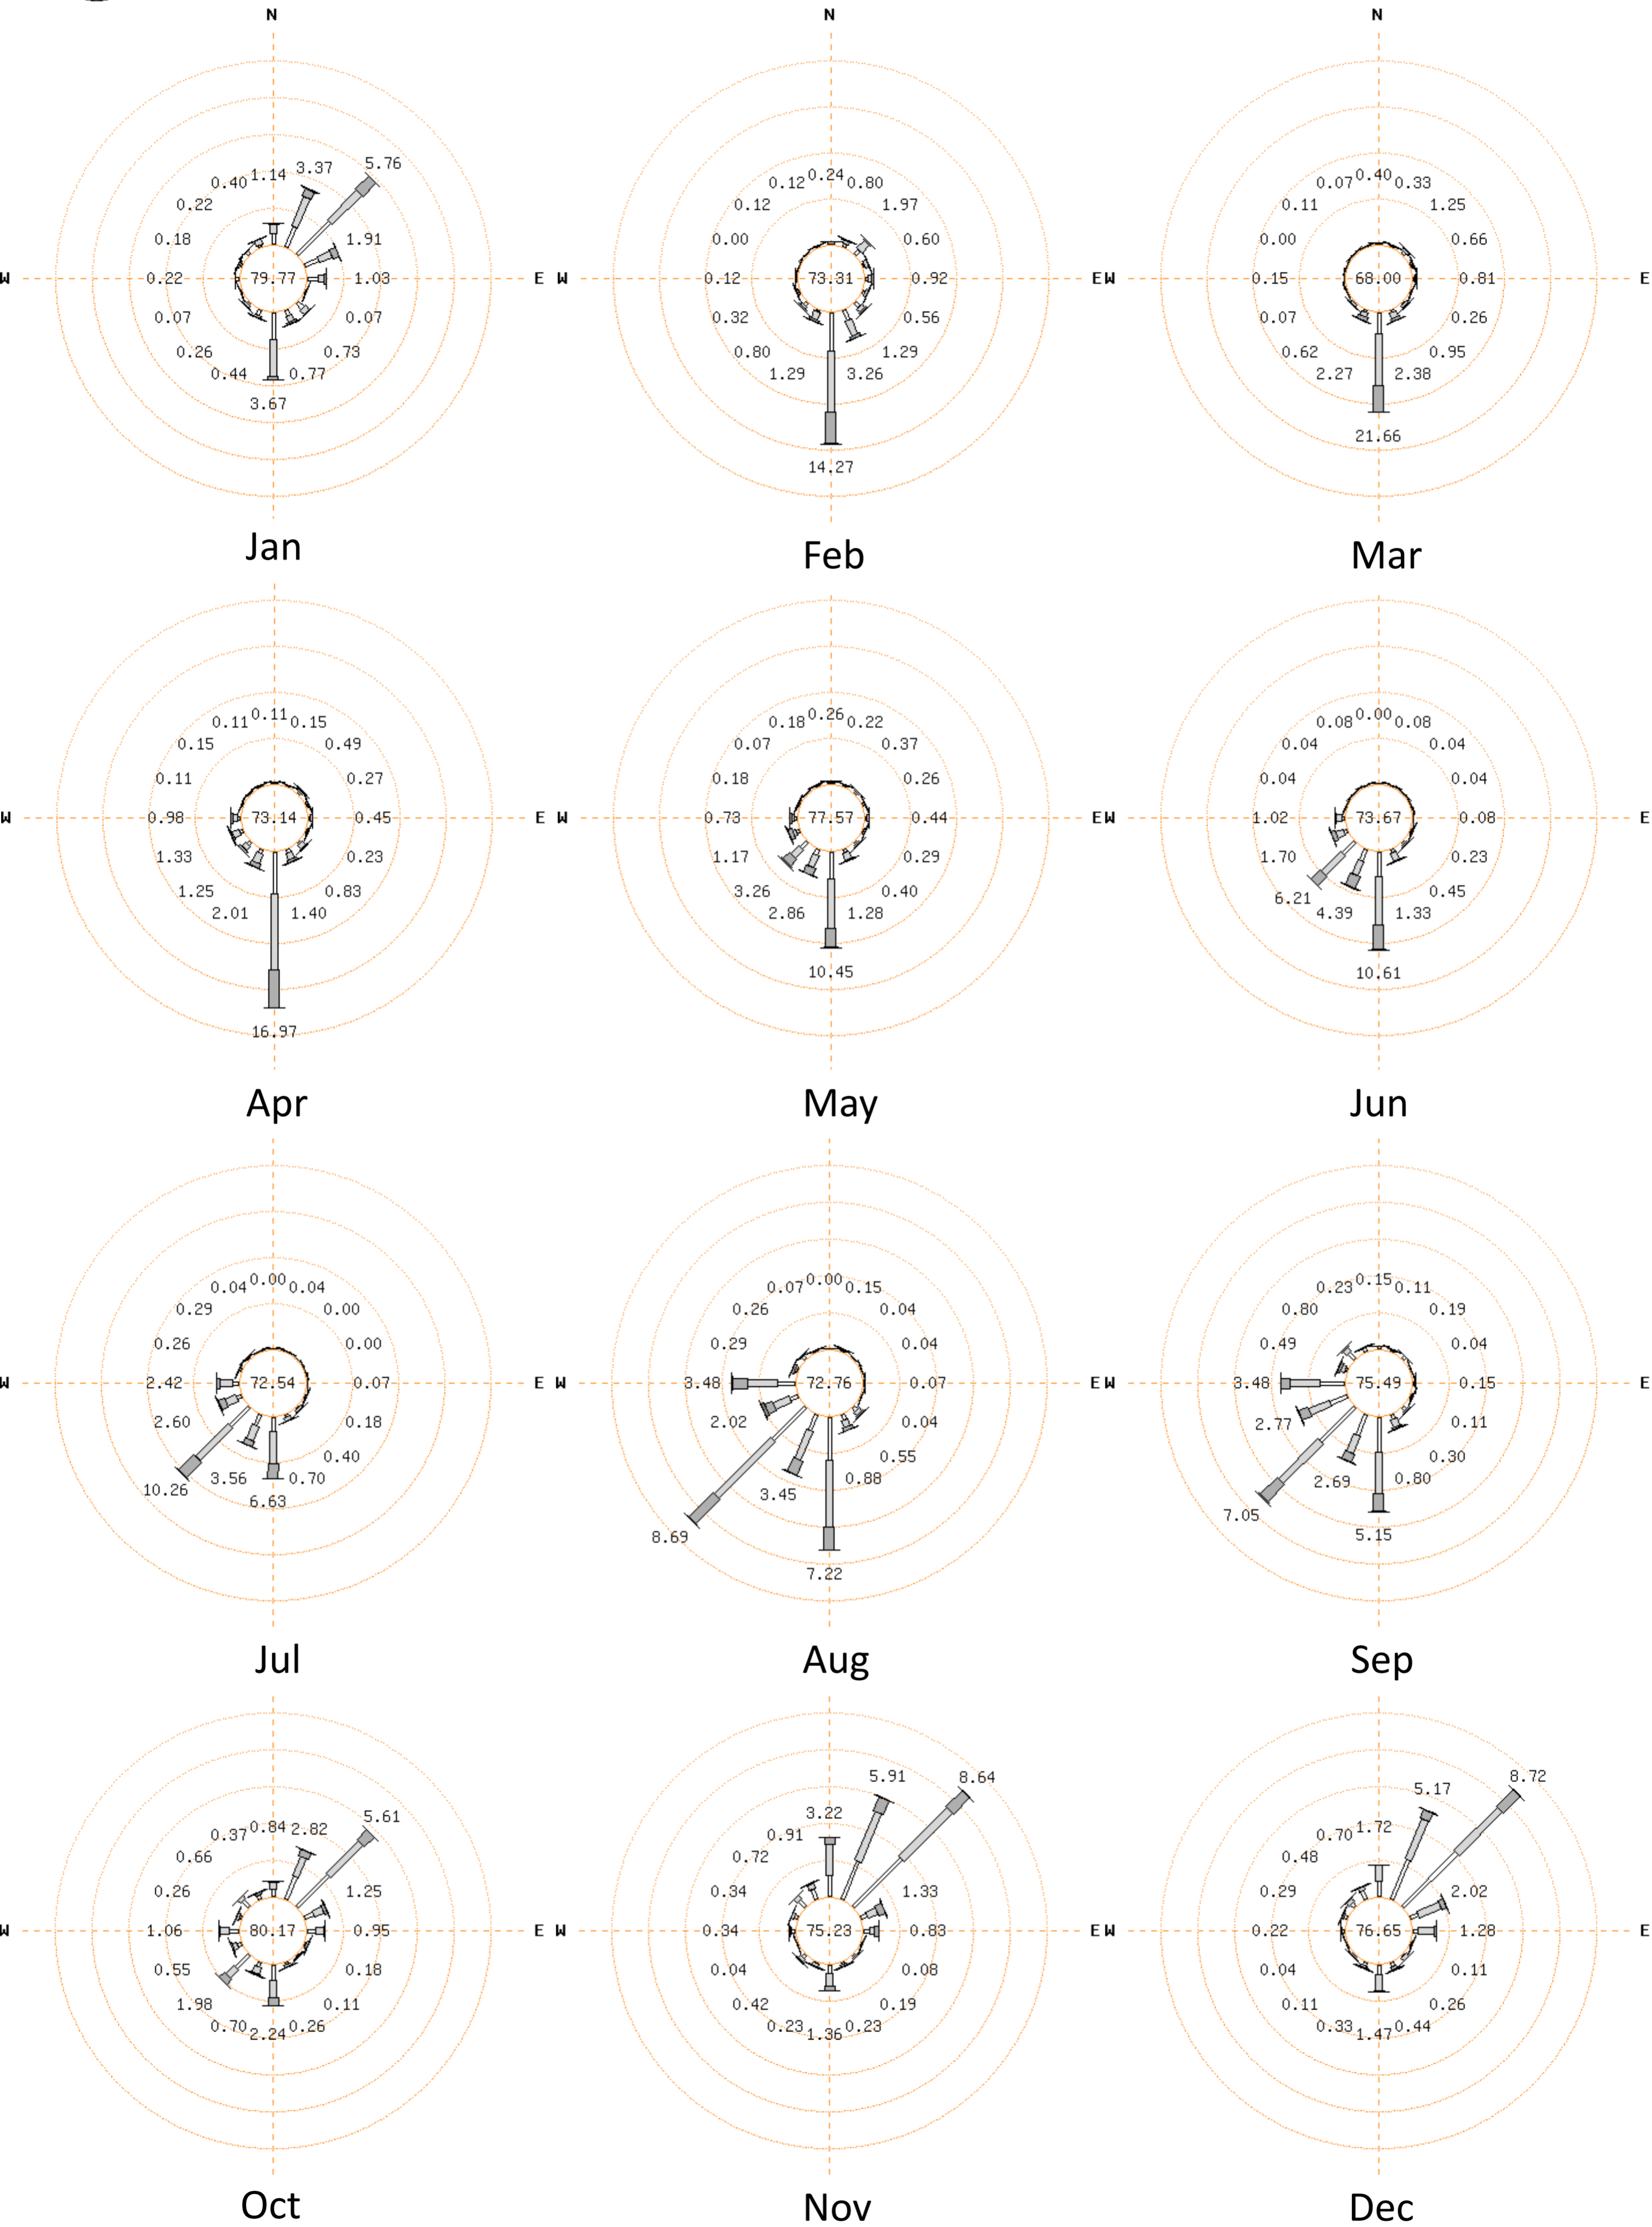 N N N
1.14 3.37 5.76
0.40
0.22
0.18 1.91
W 0.22 79.77 1.03 E
0.07 0.07
0.26 0.73
0.44 0.77
3.67
0.12 0.24 0.80
0.12 1.97
0.00 0.60
W 0.12 73.31 0.92 E
0.32 0.56
0.80 1.29
1.29 3.26
14.27
0.07 0.40 0.33
0.11 1.25
0.00 0.66
W 0.15 68.00 0.81 E
0.07 0.26
0.62 0.95
2.27 2.38
21.66
Jan Feb Mar
0.11 0.11 0.15
0.15 0.49
0.11 0.27
W 0.98 73.14 0.45 E
1.33 0.23
1.25 0.83
2.01 1.40
16.97
0.18 0.26 0.22
0.07 0.37
0.18 0.26
W 0.73 77.57 0.44 E
1.17 0.29
3.26 0.40
2.86 1.28
10.45
0.08 0.00 0.08
0.04 0.04
0.04 0.04
W 1.02 73.67 0.08 E
1.70 0.23
6.21 0.45
4.39 1.33
10.61
Apr May Jun
0.04 0.00 0.04
0.29 0.00
0.26 0.00
W 2.42 72.54 0.07 E
2.60 0.18
10.26 0.40
3.56 0.70
6.63
0.07 0.00 0.15
0.26 0.04
0.29 0.04
W 3.48 72.76 0.07 E
2.02 0.04
8.69 0.55
3.45 0.88
7.22
0.23 0.15 0.11
0.80 0.19
0.49 0.04
W 3.48 75.49 0.15 E
2.77 0.11
7.05 0.30
2.69 0.80
5.15
Jul Aug Sep
0.37 0.84 2.82 5.61
0.66
0.26 1.25
W 1.06 80.17 0.95 E
0.55 0.18
1.98 0.11
0.70 2.24 0.26
5.91 8.64
3.22
0.91
0.72
0.34 1.33
W 0.34 75.23 0.83 E
0.04 0.08
0.42 0.19
0.23 1.36 0.23
5.17 8.72
0.70 1.72
0.48
0.29 2.02
W 0.22 76.65 1.28 E
0.04 0.11
0.11 0.26
0.33 1.47 0.44
Oct Nov Dec